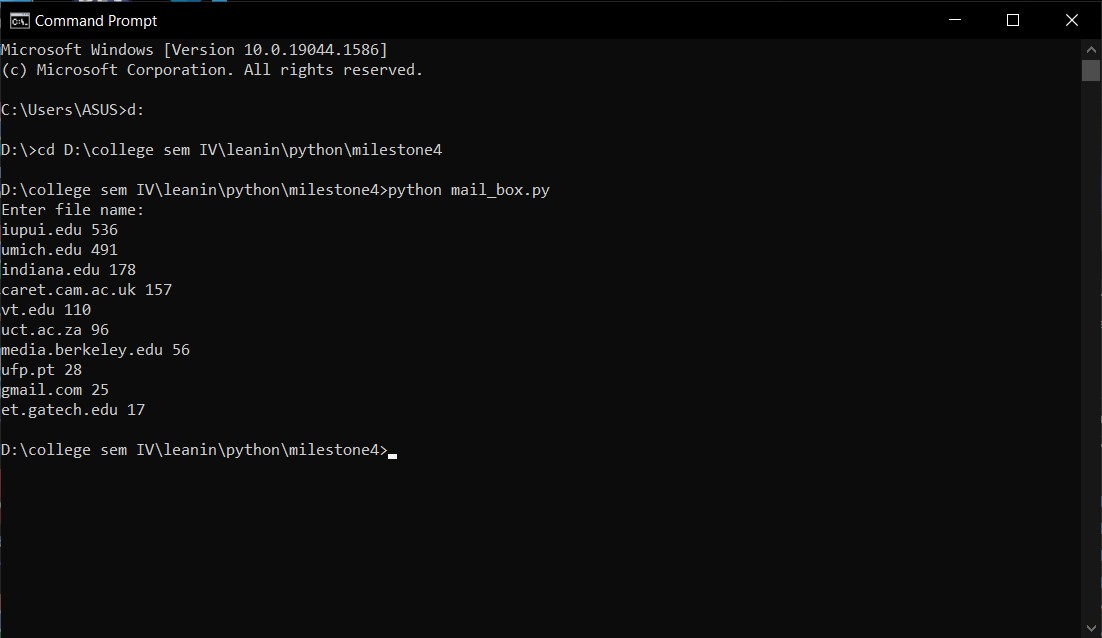 Command Prompt
Microsoft Windows [Version 10.0.19044.1586]
(c) Microsoft Corporation. All rights reserved.
C:\Users\ASUS>d:
D:\>cd D:\college sem IV\leanin\python\milestone4
D:\college sem IV\leanin\python\milestone4>python mail_box.py
Enter file name:
iupui.edu 536
umich.edu 491
indiana.edu 178
caret.cam.ac.uk 157
vt.edu 110
uct.ac.za 96
media.berkeley.edu 56
ufp.pt 28
gmail.com 25
et.gatech.edu 17
D:\college sem IV\leanin\python\milestone4>